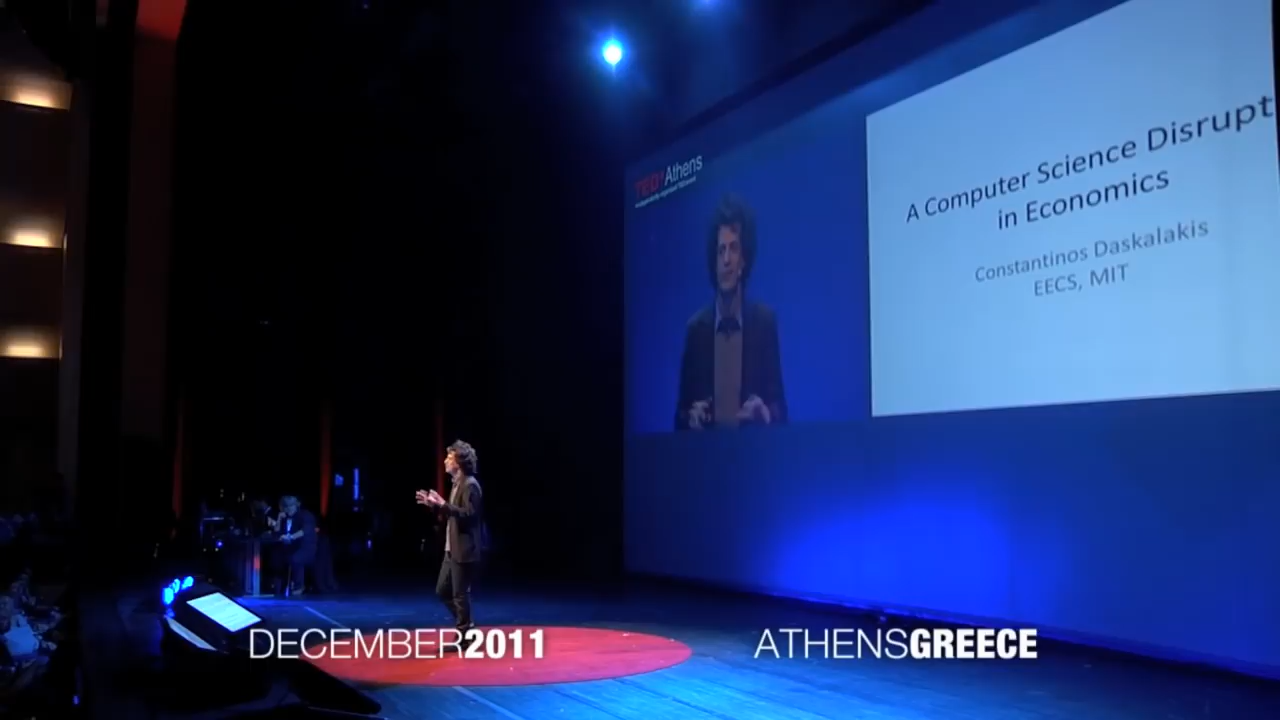 TEDxAthens
A Computer Science Disrupt
in Economics
Constantinos Daskalakis
EECS, MIT
DECEMBER2011
ATHENSGREECE